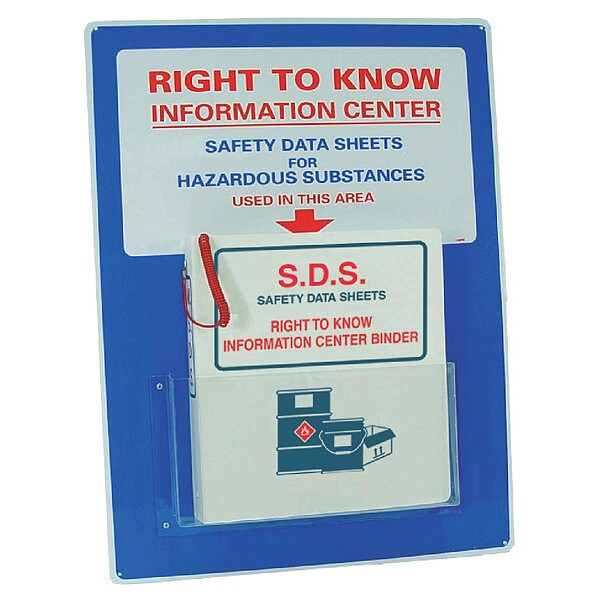 RIGHT TO KNOW
INFORMATION CENTER
SAFETY DATA SHEETS
FOR
HAZARDOUS SUBSTANCES
USED IN THIS AREA
S.D.S.
SAFETY DATA SHEETS
RIGHT TO KNOW
INFORMATION CENTER BINDER